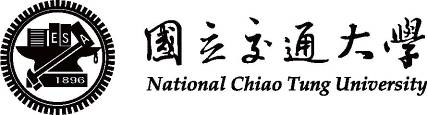 ES
1896
國立交通大學
National Chiao Tung University